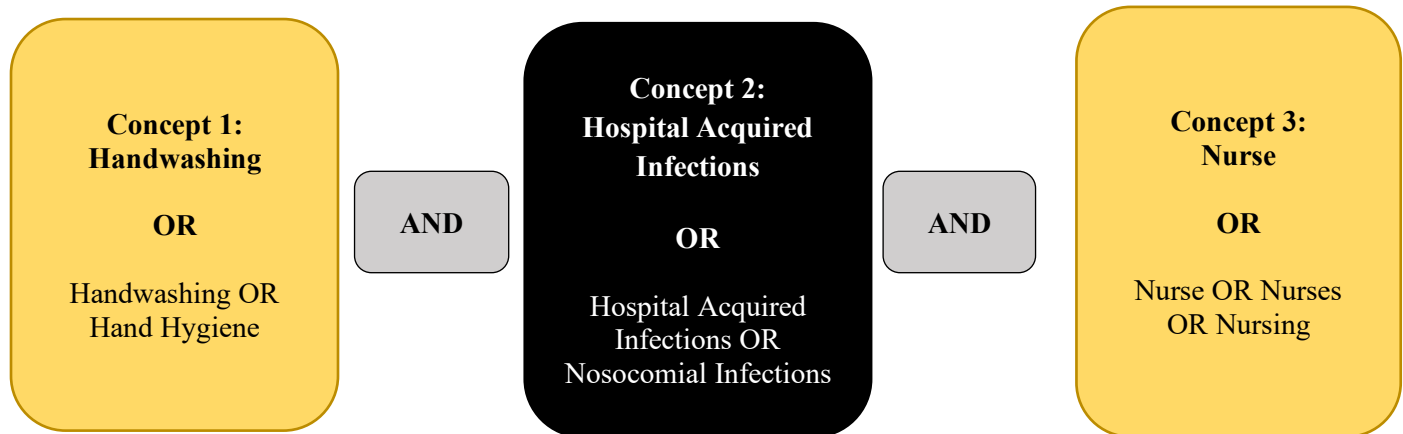 Concept 1:
Handwashing
OR
Handwashing OR
Hand Hygiene
AND
Concept 2:
Hospital Acquired
Infections
OR
Hospital Acquired
Infections OR
Nosocomial Infections
AND
Concept 3:
Nurse
OR
Nurse OR Nurses
OR Nursing